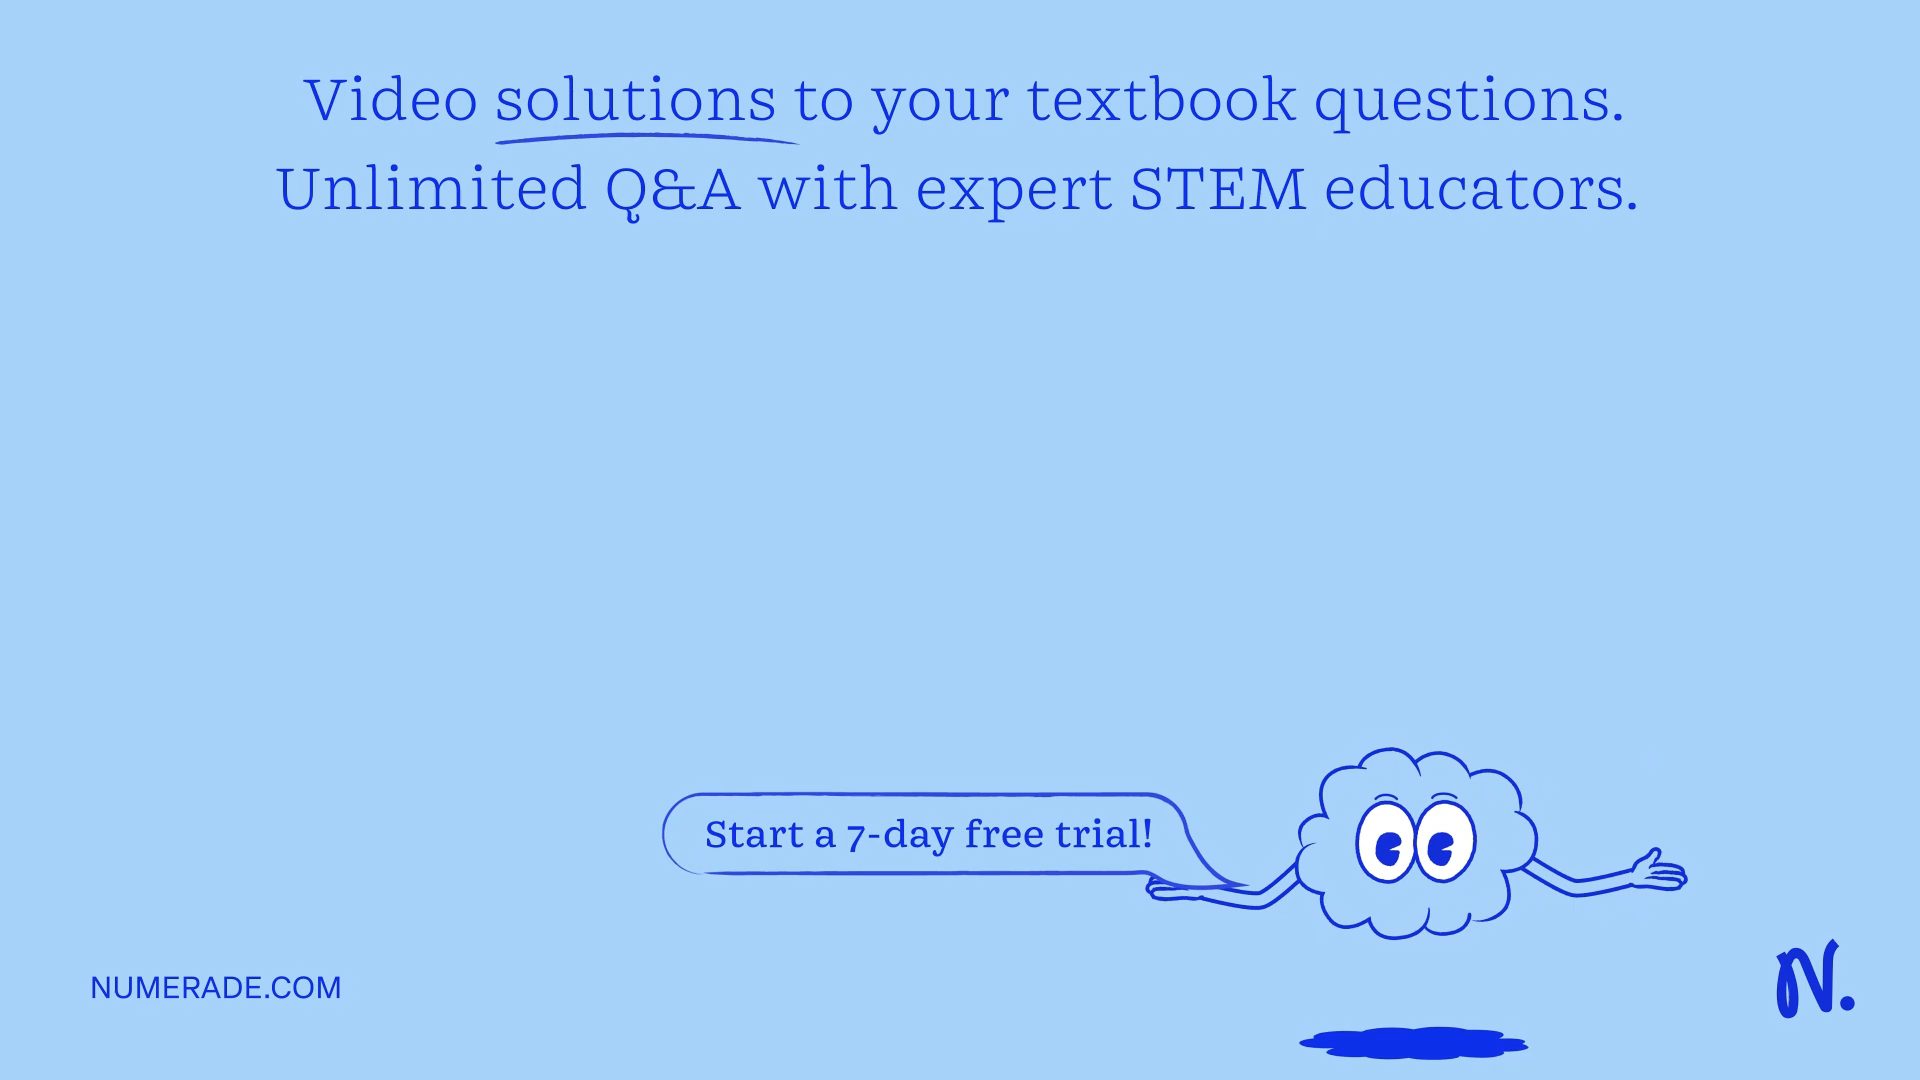 Video solutions to your textbook questions.
Unlimited Q&A with expert STEM educators.
Start a 7-day free trial!
NUMERADE.COM
N.